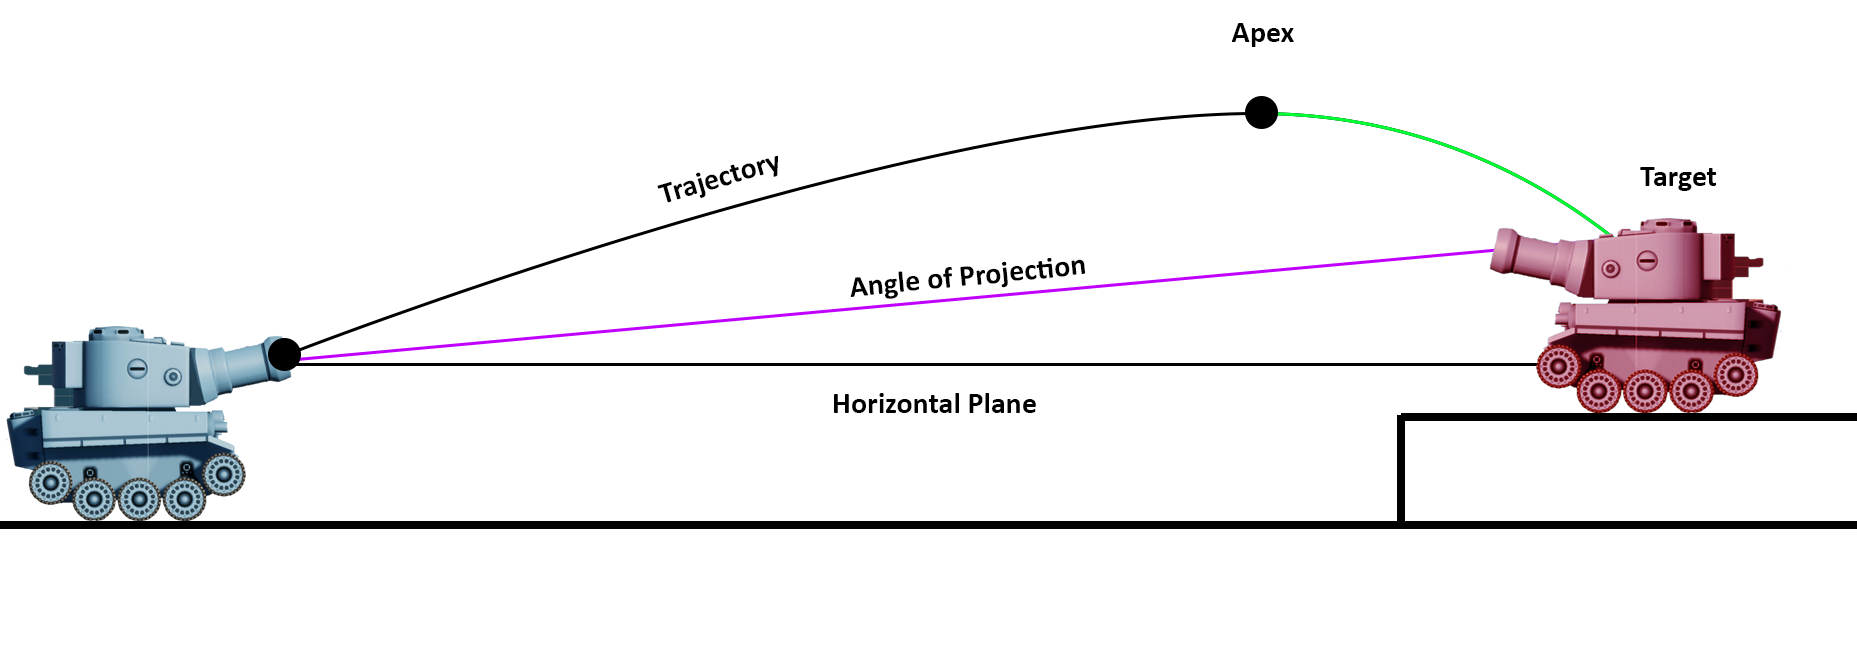 Apex
Trajectory
Target
Angle of Projection
Horizontal Plane